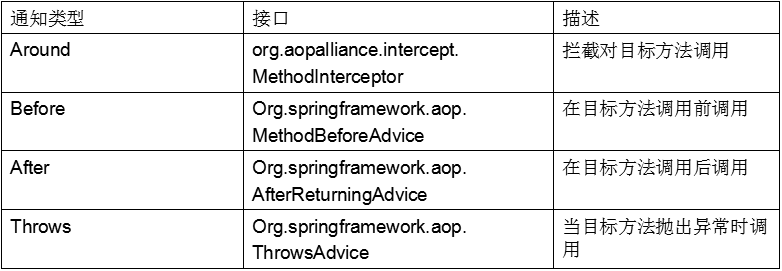 通知类型 接口 描述
Around org.aopalliance.intercept. 拦截对目标方法调用
MethodInterceptor
Before Org.springframework.aop. 在目标方法调用前调用
MethodBeforeAdvice
After Org.springframework.aop. 在目标方法调用后调用
AfterReturningAdvice
Throws Org.springframework.aop. 当目标方法抛出异常时调
ThrowsAdvice 用